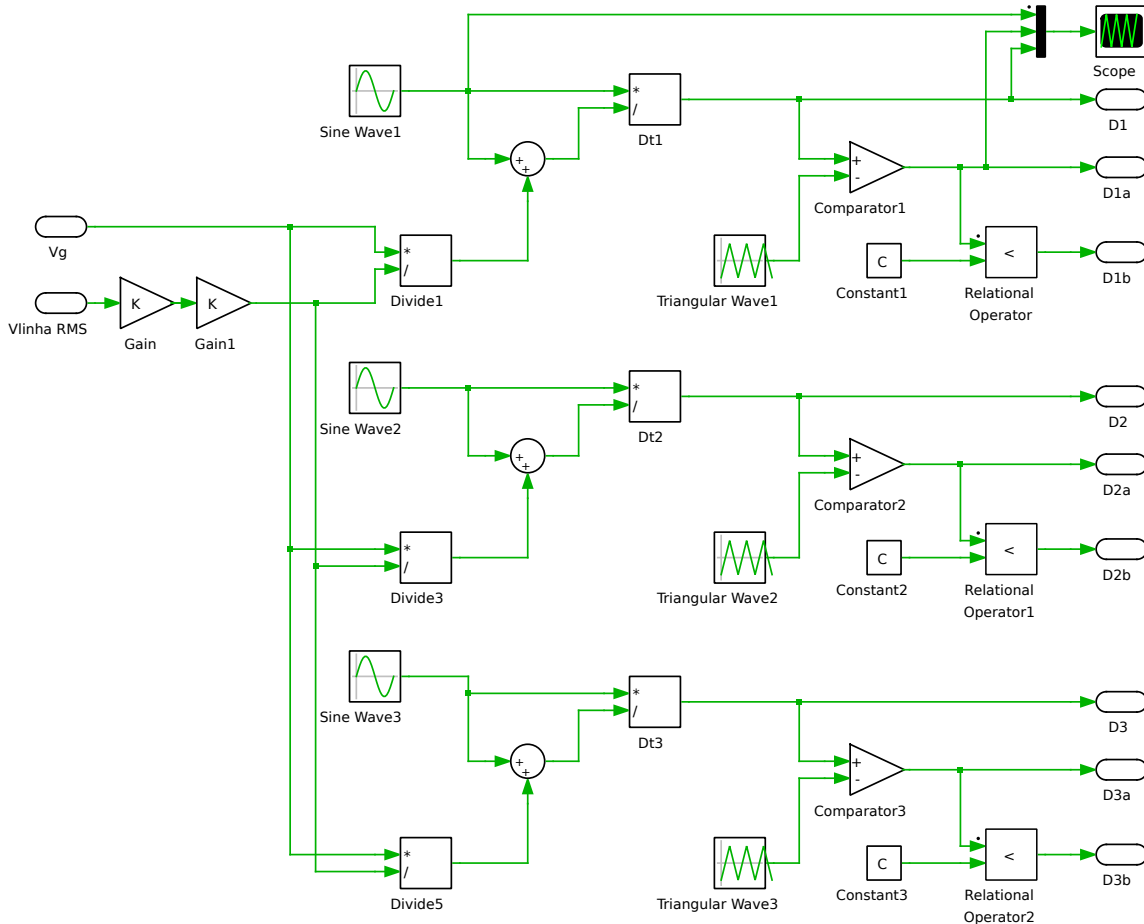 Scope
Sine Wave1
*
/
Dt1
D1
+
+
+
-
Comparator1
D1a
Vg
*
/
Divide1
Triangular Wave1
C
Constant1
<
Relational
Operator
D1b
Vlinha RMS
K
Gain
K
Gain1
Sine Wave2
*
/
Dt2
D2
+
+
+
-
Comparator2
D2a
*
/
Divide3
Triangular Wave2
C
Constant2
<
Relational
Operator1
D2b
Sine Wave3
*
/
Dt3
D3
+
+
+
-
Comparator3
D3a
*
/
Divide5
Triangular Wave3
C
Constant3
<
Relational
Operator2
D3b